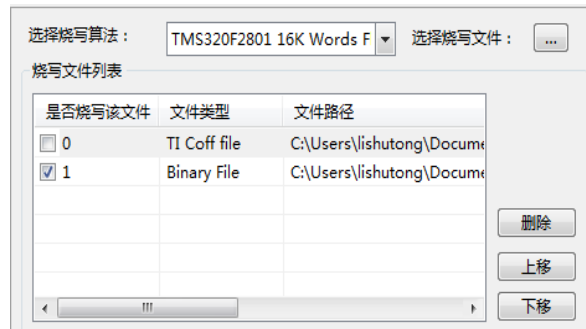 选择烧写算法： TMS320F2801 16K Words F 选择烧写文件： ...
烧写文件列表
是否烧写该文件 文件类型 文件路径
0 TI Coff file C:\Users\lishutong\Docume
1 Binary File C:\Users\lishutong\Docume
删除
上移
下移